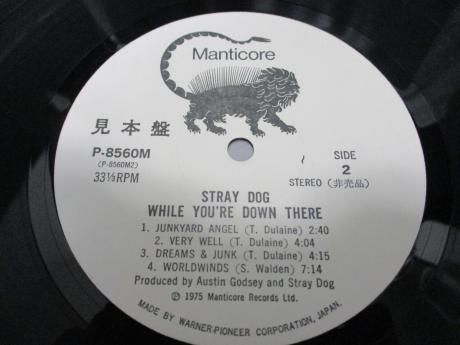 Manticore
見本盤
P-8560M
(P-8560M2)
33⅓RPM
SIDE
2
STEREO (非売品)
STRAY DOG
WHILE YOU'RE DOWN THERE
1. JUNKYARD ANGEL (T. Dulaine) 2:40
2. VERY WELL (T. Dulaine) 4:04
3. DREAMS & JUNK (T. Dulaine) 4:15
4. WORLDWINDS (S. Walden) 7:14
Produced by Austin Godsey and Stray Dog
℗ 1975 Manticore Records Ltd.
MADE BY WARNER-PIONEER CORPORATION, JAPAN.